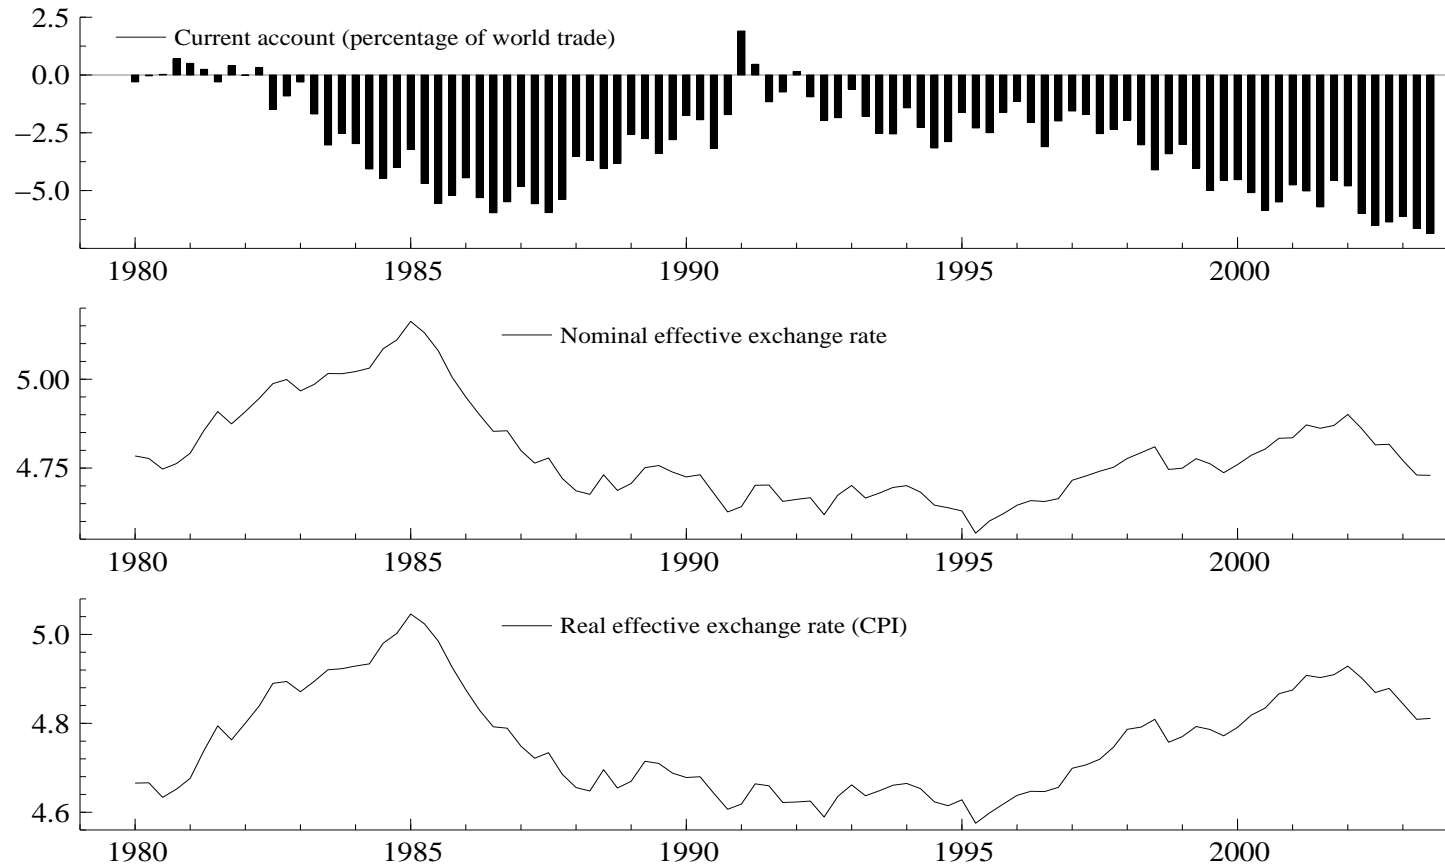 2.5
Current account (percentage of world trade)
0.0
−2.5
−5.0
1980 1985 1990 1995 2000
Nominal effective exchange rate
5.00
4.75
1980 1985 1990 1995 2000
Real effective exchange rate (CPI)
5.0
4.8
4.6
1980 1985 1990 1995 2000